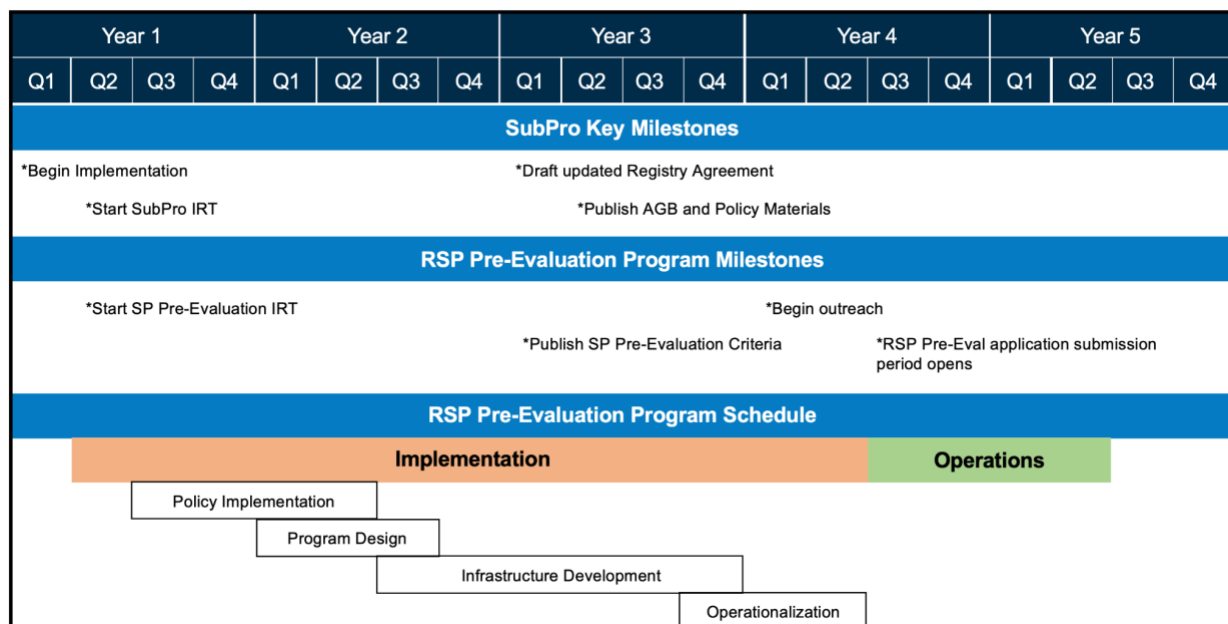 Year 1 Year 2 Year 3 Year 4 Year 5
Q1 Q2 Q3 Q4 Q1 Q2 Q3 Q4 Q1 Q2 Q3 Q4 Q1 Q2 Q3 Q4 Q1 Q2 Q3 Q4
SubPro Key Milestones
*Begin Implementation *Draft updated Registry Agreement
*Start SubPro IRT *Publish AGB and Policy Materials
RSP Pre-Evaluation Program Milestones
*Start SP Pre-Evaluation IRT *Begin outreach
*Publish SP Pre-Evaluation Criteria *RSP Pre-Eval application submission
period opens
RSP Pre-Evaluation Program Schedule
Implementation Operations
Policy Implementation
Program Design
Infrastructure Development
Operationalization